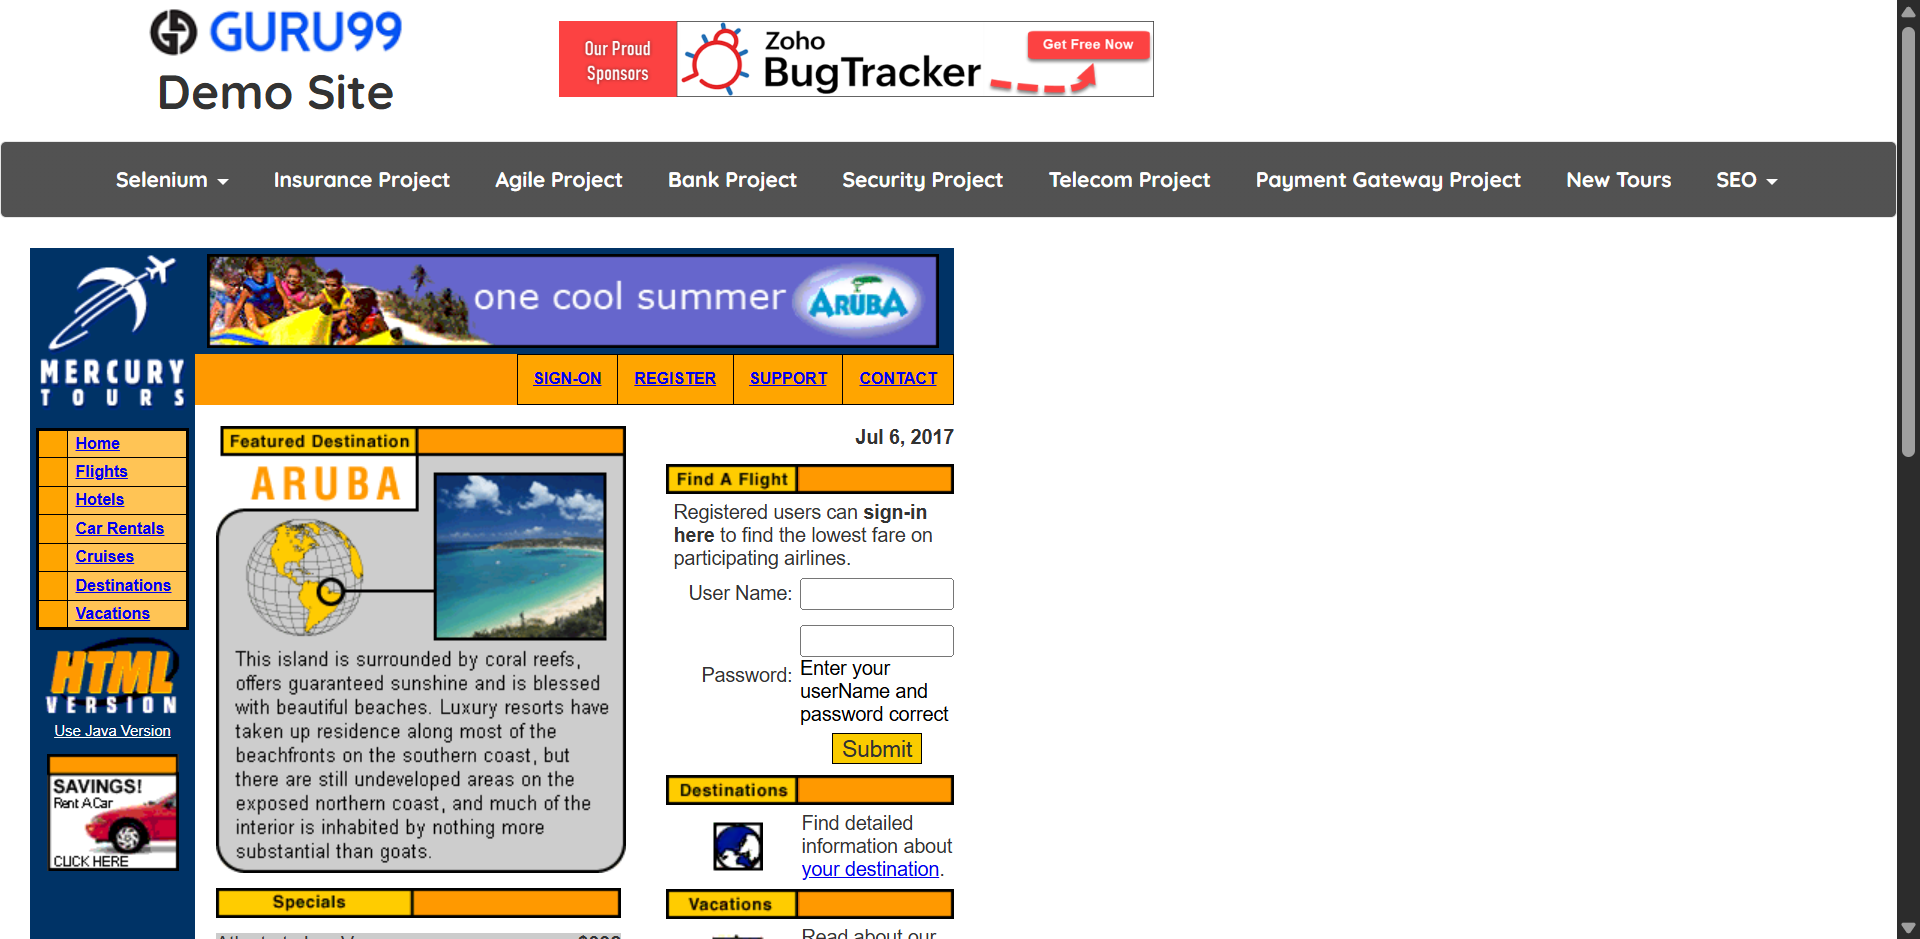 GURU99
Demo Site
Our Proud
Sponsors
Zoho
BugTracker
Get Free Now
Selenium
Insurance Project
Agile Project
Bank Project
Security Project
Telecom Project
Payment Gateway Project
New Tours
SEO
MERCURY
TOURS
one cool summer
ARUBA
SIGN-ON
REGISTER
SUPPORT
CONTACT
Home
Flights
Hotels
Car Rentals
Cruises
Destinations
Vacations
HTML
VERSION
Use Java Version
SAVINGS!
Rent A Car
CLICK HERE
Featured Destination
ARUBA
This island is surrounded by coral reefs,
offers guaranteed sunshine and is blessed
with beautiful beaches. Luxury resorts have
taken up residence along most of the
beachfronts on the southern coast, but
there are still undeveloped areas on the
exposed northern coast, and much of the
interior is inhabited by nothing more
substantial than goats.
Specials
Jul 6, 2017
Find A Flight
Registered users can sign-in
here to find the lowest fare on
participating airlines.
User Name:
Password:
Enter your
userName and
password correct
Submit
Destinations
Find detailed
information about
your destination.
Vacations
Read about our